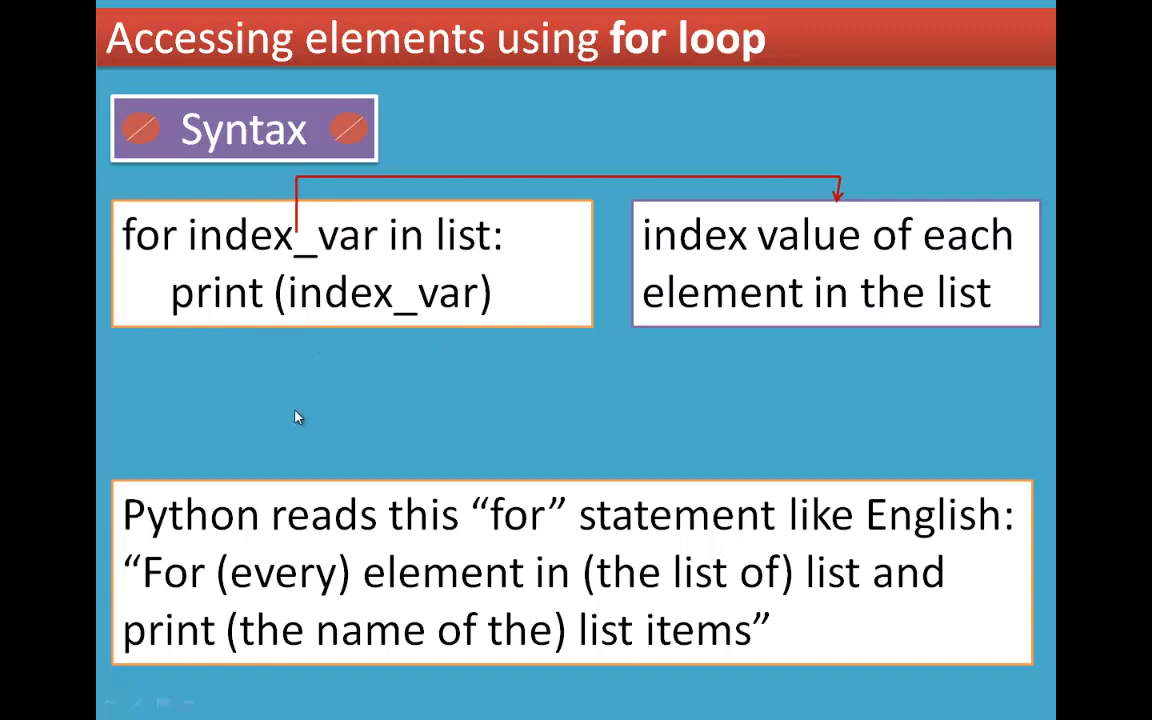 Accessing elements using for loop
Syntax
for index_var in list:
print (index_var)
index value of each
element in the list
Python reads this “for” statement like English:
“For (every) element in (the list of) list and
print (the name of the) list items”